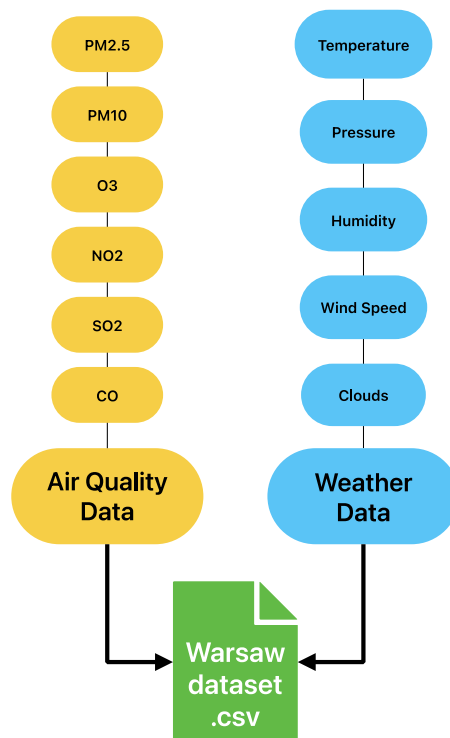 PM2.5
PM10
O3
NO2
SO2
CO
Air Quality
Data
Temperature
Pressure
Humidity
Wind Speed
Clouds
Weather
Data
Warsaw
dataset
.csv